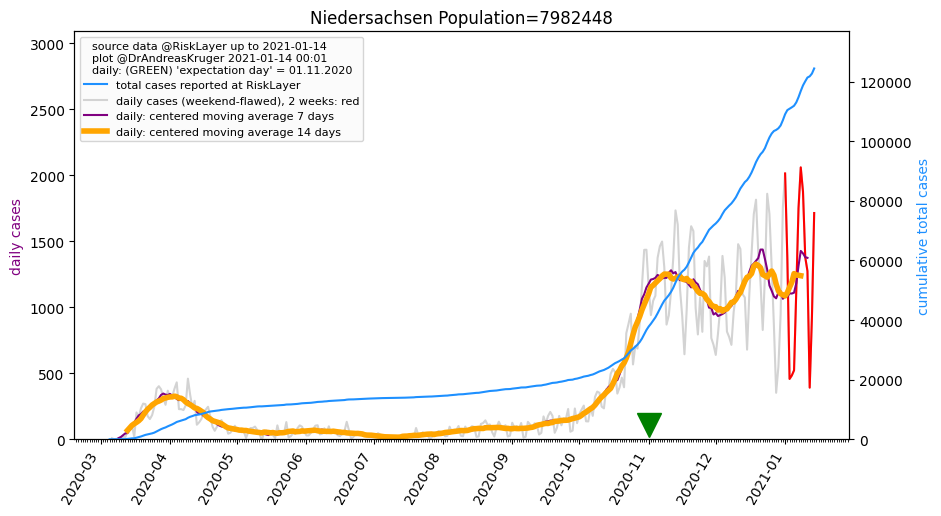 Niedersachsen Population=7982448
source data @RiskLayer up to 2021-01-14
plot @DrAndreasKruger 2021-01-14 00:01
daily: (GREEN) 'expectation day' = 01.11.2020
total cases reported at RiskLayer
daily cases (weekend-flawed), 2 weeks: red
daily: centered moving average 7 days
daily: centered moving average 14 days
daily cases
3000
2500
2000
1500
1000
500
0
cumulative total cases
120000
100000
80000
60000
40000
20000
0
2020-03
2020-04
2020-05
2020-06
2020-07
2020-08
2020-09
2020-10
2020-11
2020-12
2021-01